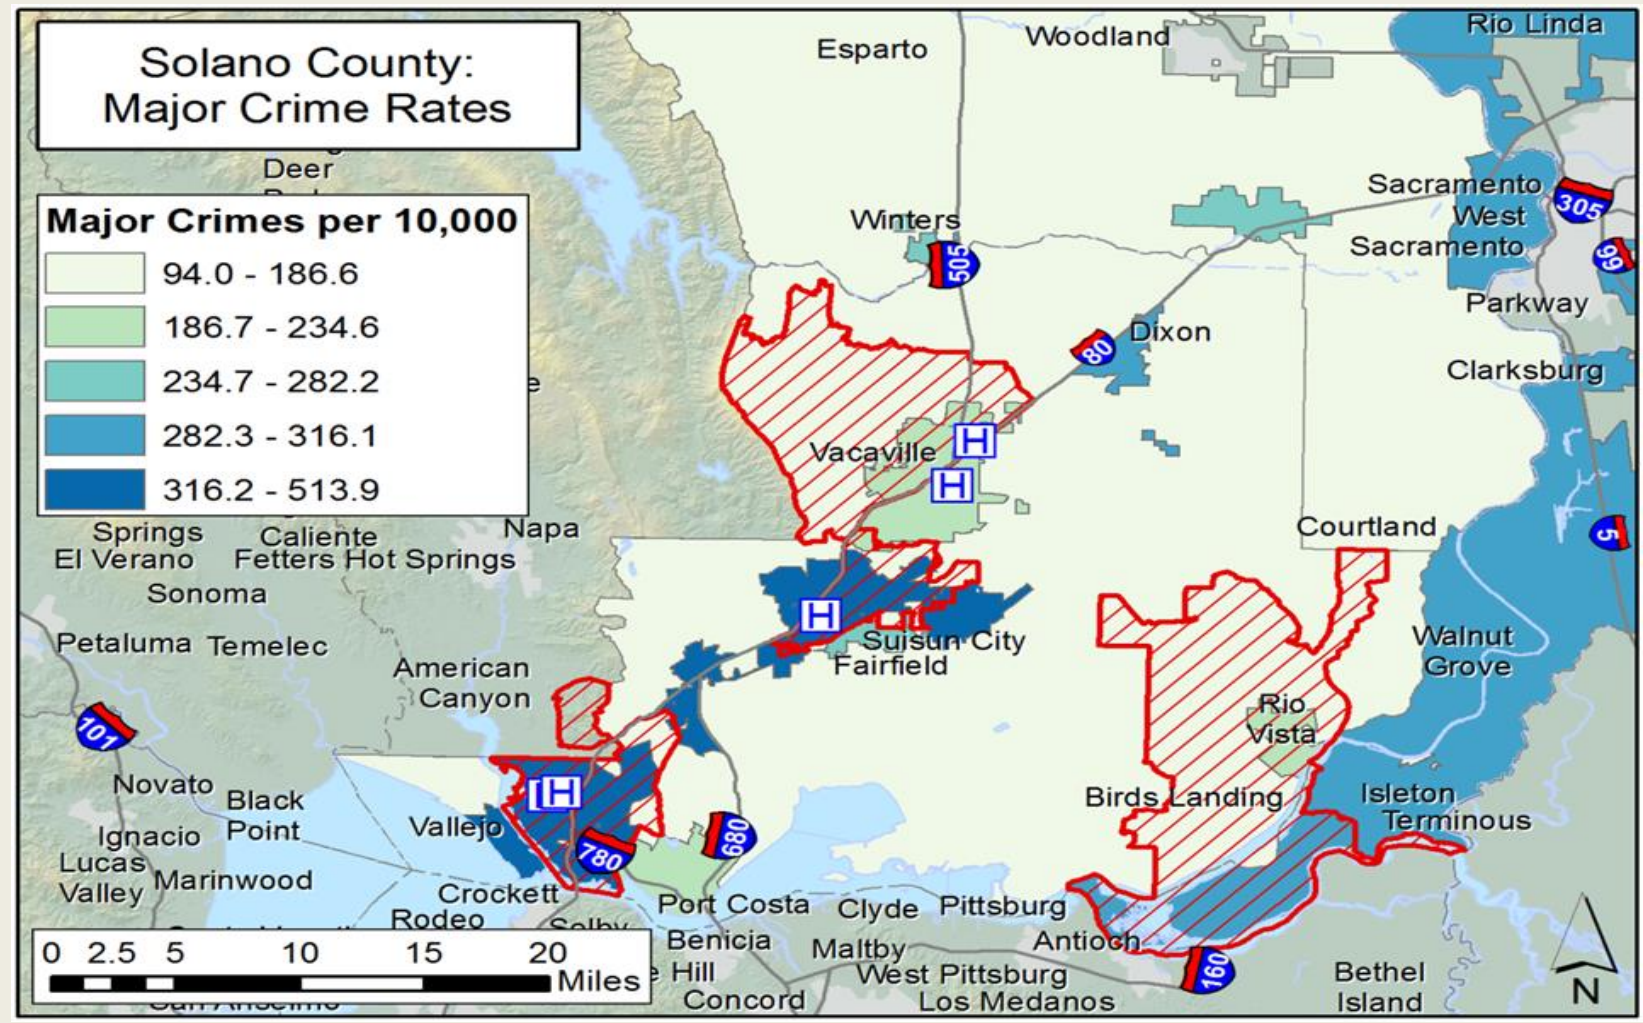 Solano County:
Major Crime Rates
Deer
Major Crimes per 10,000
94.0 - 186.6
186.7 - 234.6
234.7 - 282.2
282.3 - 316.1
316.2 - 513.9
Esparto
Woodland
Rio Linda
Winters
505
Sacramento
West
Sacramento
305
99
Parkway
Dixon
80
Clarksburg
Vacaville
H
H
5
Courtland
Springs
El Verano
Caliente
Fetters Hot Springs
Napa
Sonoma
Petaluma
Temelec
American
Canyon
101
H
Suisun City
Fairfield
Walnut
Grove
Rio
Vista
Birds Landing
Isleton
Terminous
Novato
Black
Point
Ignacio
Lucas
Valley
Marinwood
Vallejo
H
780
680
Crockett
Rodeo
Selby
Port Costa
Clyde
Pittsburg
Benicia
Maltby
Antioch
e Hill
West Pittsburg
160
Concord
Los Medanos
Bethel
Island
0 2.5 5 10 15 20
Miles
N